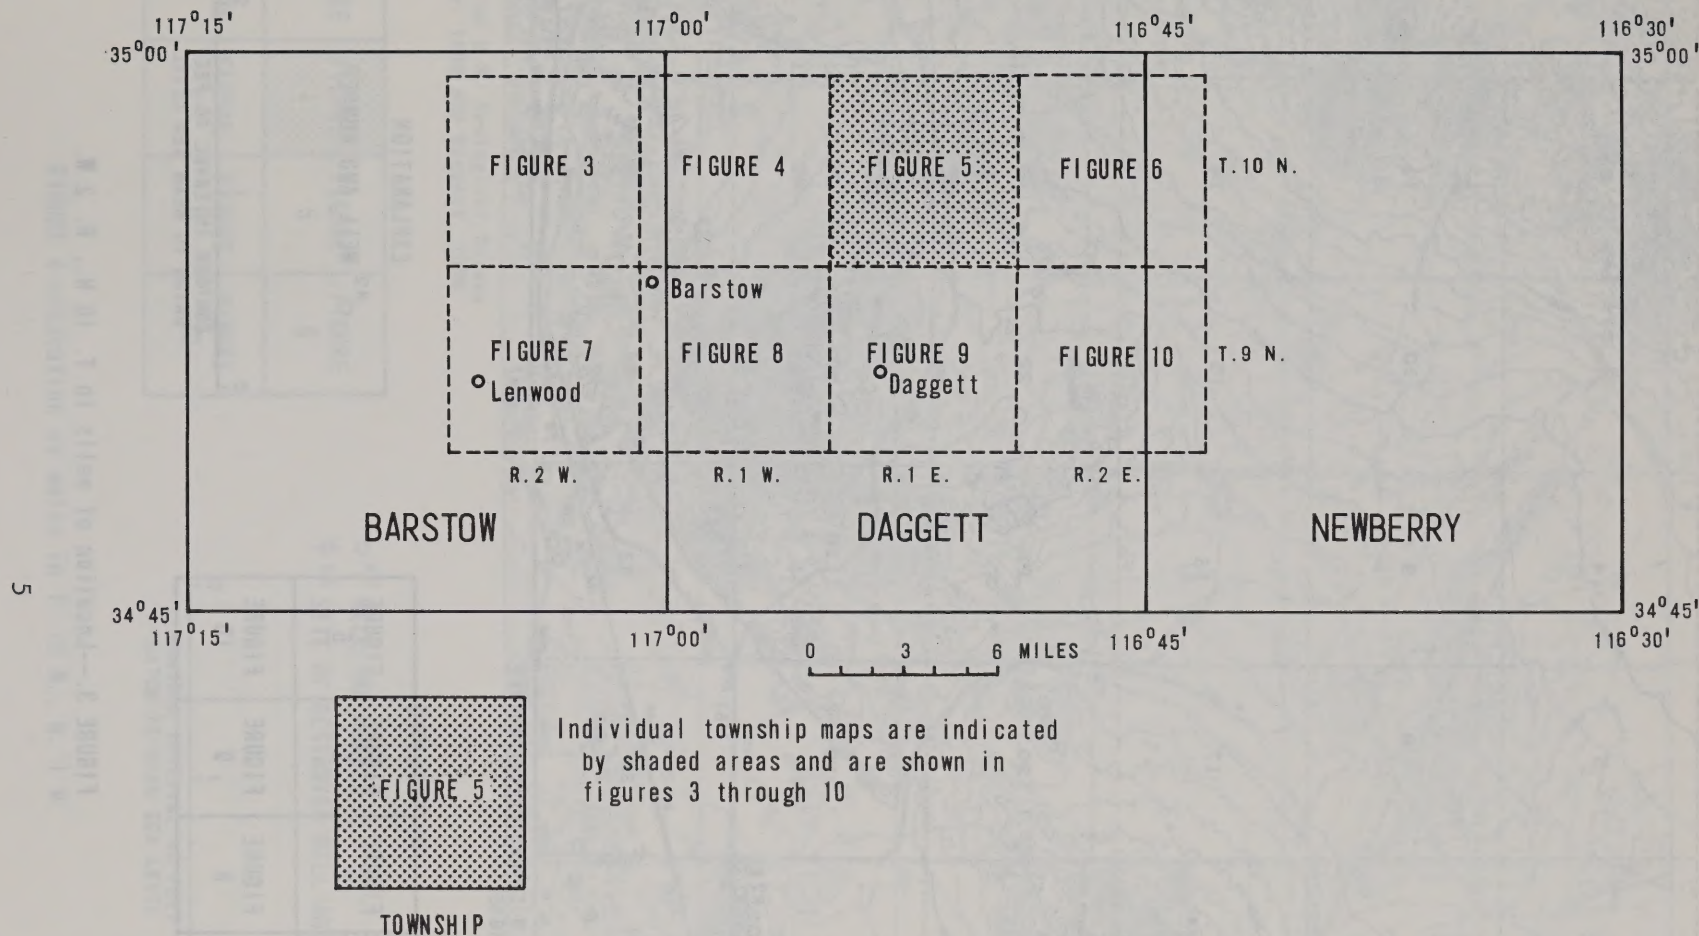 117°15' 117°00' 116°45' 116°30'
35°00' 35°00'
FIGURE 3 FIGURE 4 FIGURE 5 FIGURE 6 T.10 N.
Barstow
FIGURE 7 FIGURE 8 FIGURE 9 FIGURE 10 T.9 N.
Lenwood Daggett
R.2 W. R.1 W. R.1 E. R.2 E.
BARSTOW DAGGETT NEWBERRY
34°45' 34°45'
117°15' 117°00' 116°45' 116°30'
0 3 6 MILES
FIGURE 5
TOWNSHIP
Individual township maps are indicated
by shaded areas and are shown in
figures 3 through 10
5